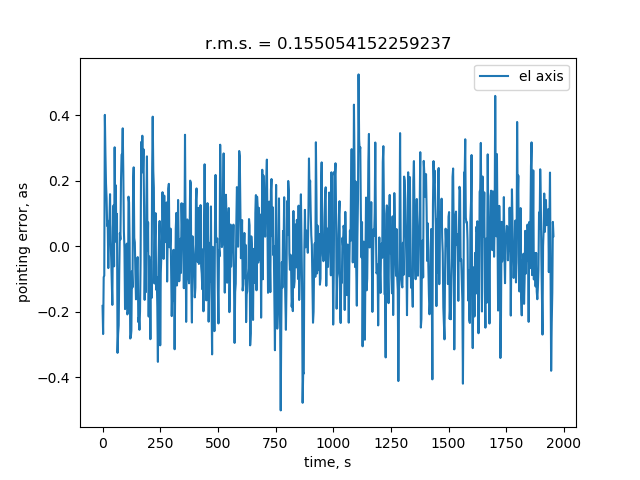 r.m.s. = 0.155054152259237
el axis
pointing error, as
0.4
0.2
0.0
−0.2
−0.4
0 250 500 750 1000 1250 1500 1750 2000
time, s